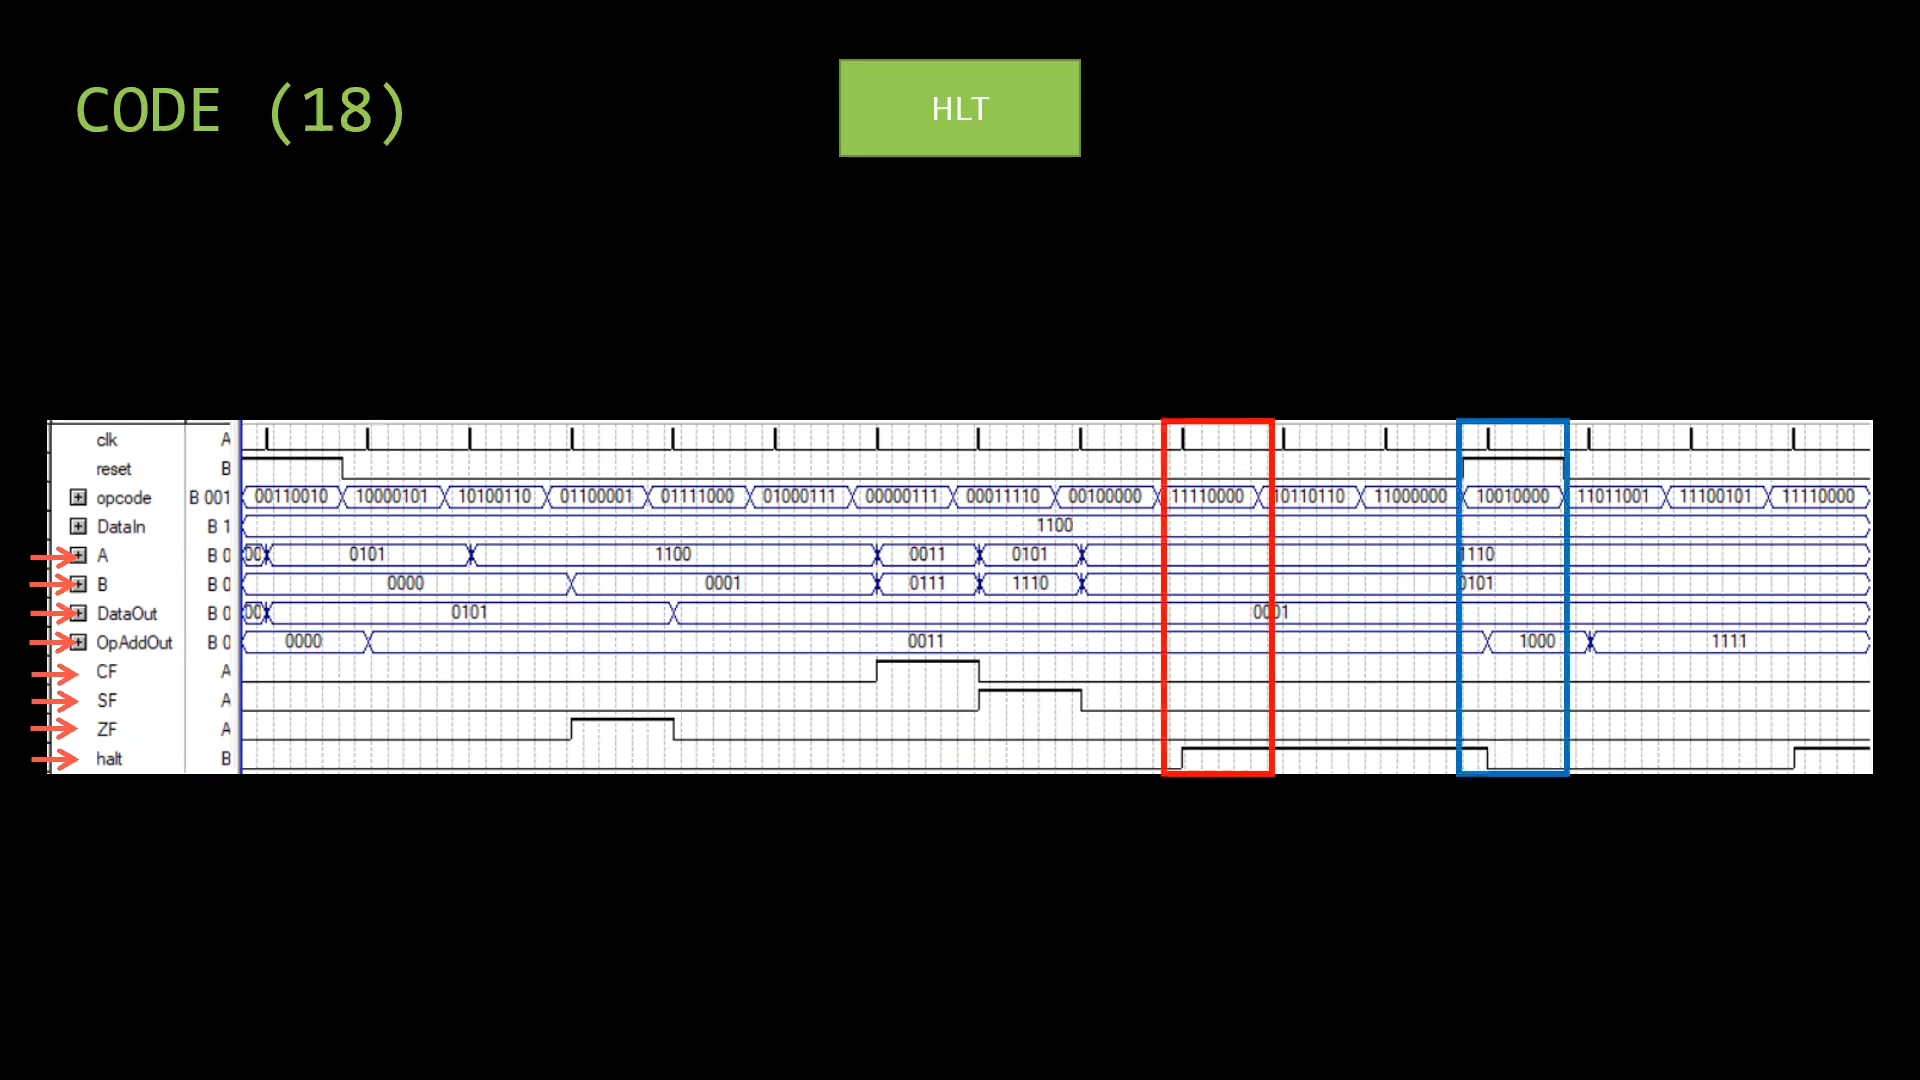 CODE (18)
HLT
clk A
reset B
opcode B 001 00110010 10000101 10100110 01100001 01111000 01000111 00000111 00011110 00100000 11110000 10110110 11000000 10010000 11011001 11100101 11110000
DataIn B 1 1100
A B 0 00 0101 1100 0011 0101 1110
B B 0 0000 0001 0111 1110 0101
DataOut B 0 00 0101 0001
OpAddOut B 0 0000 0011 1000 1111
CF A
SF A
ZF A
halt B